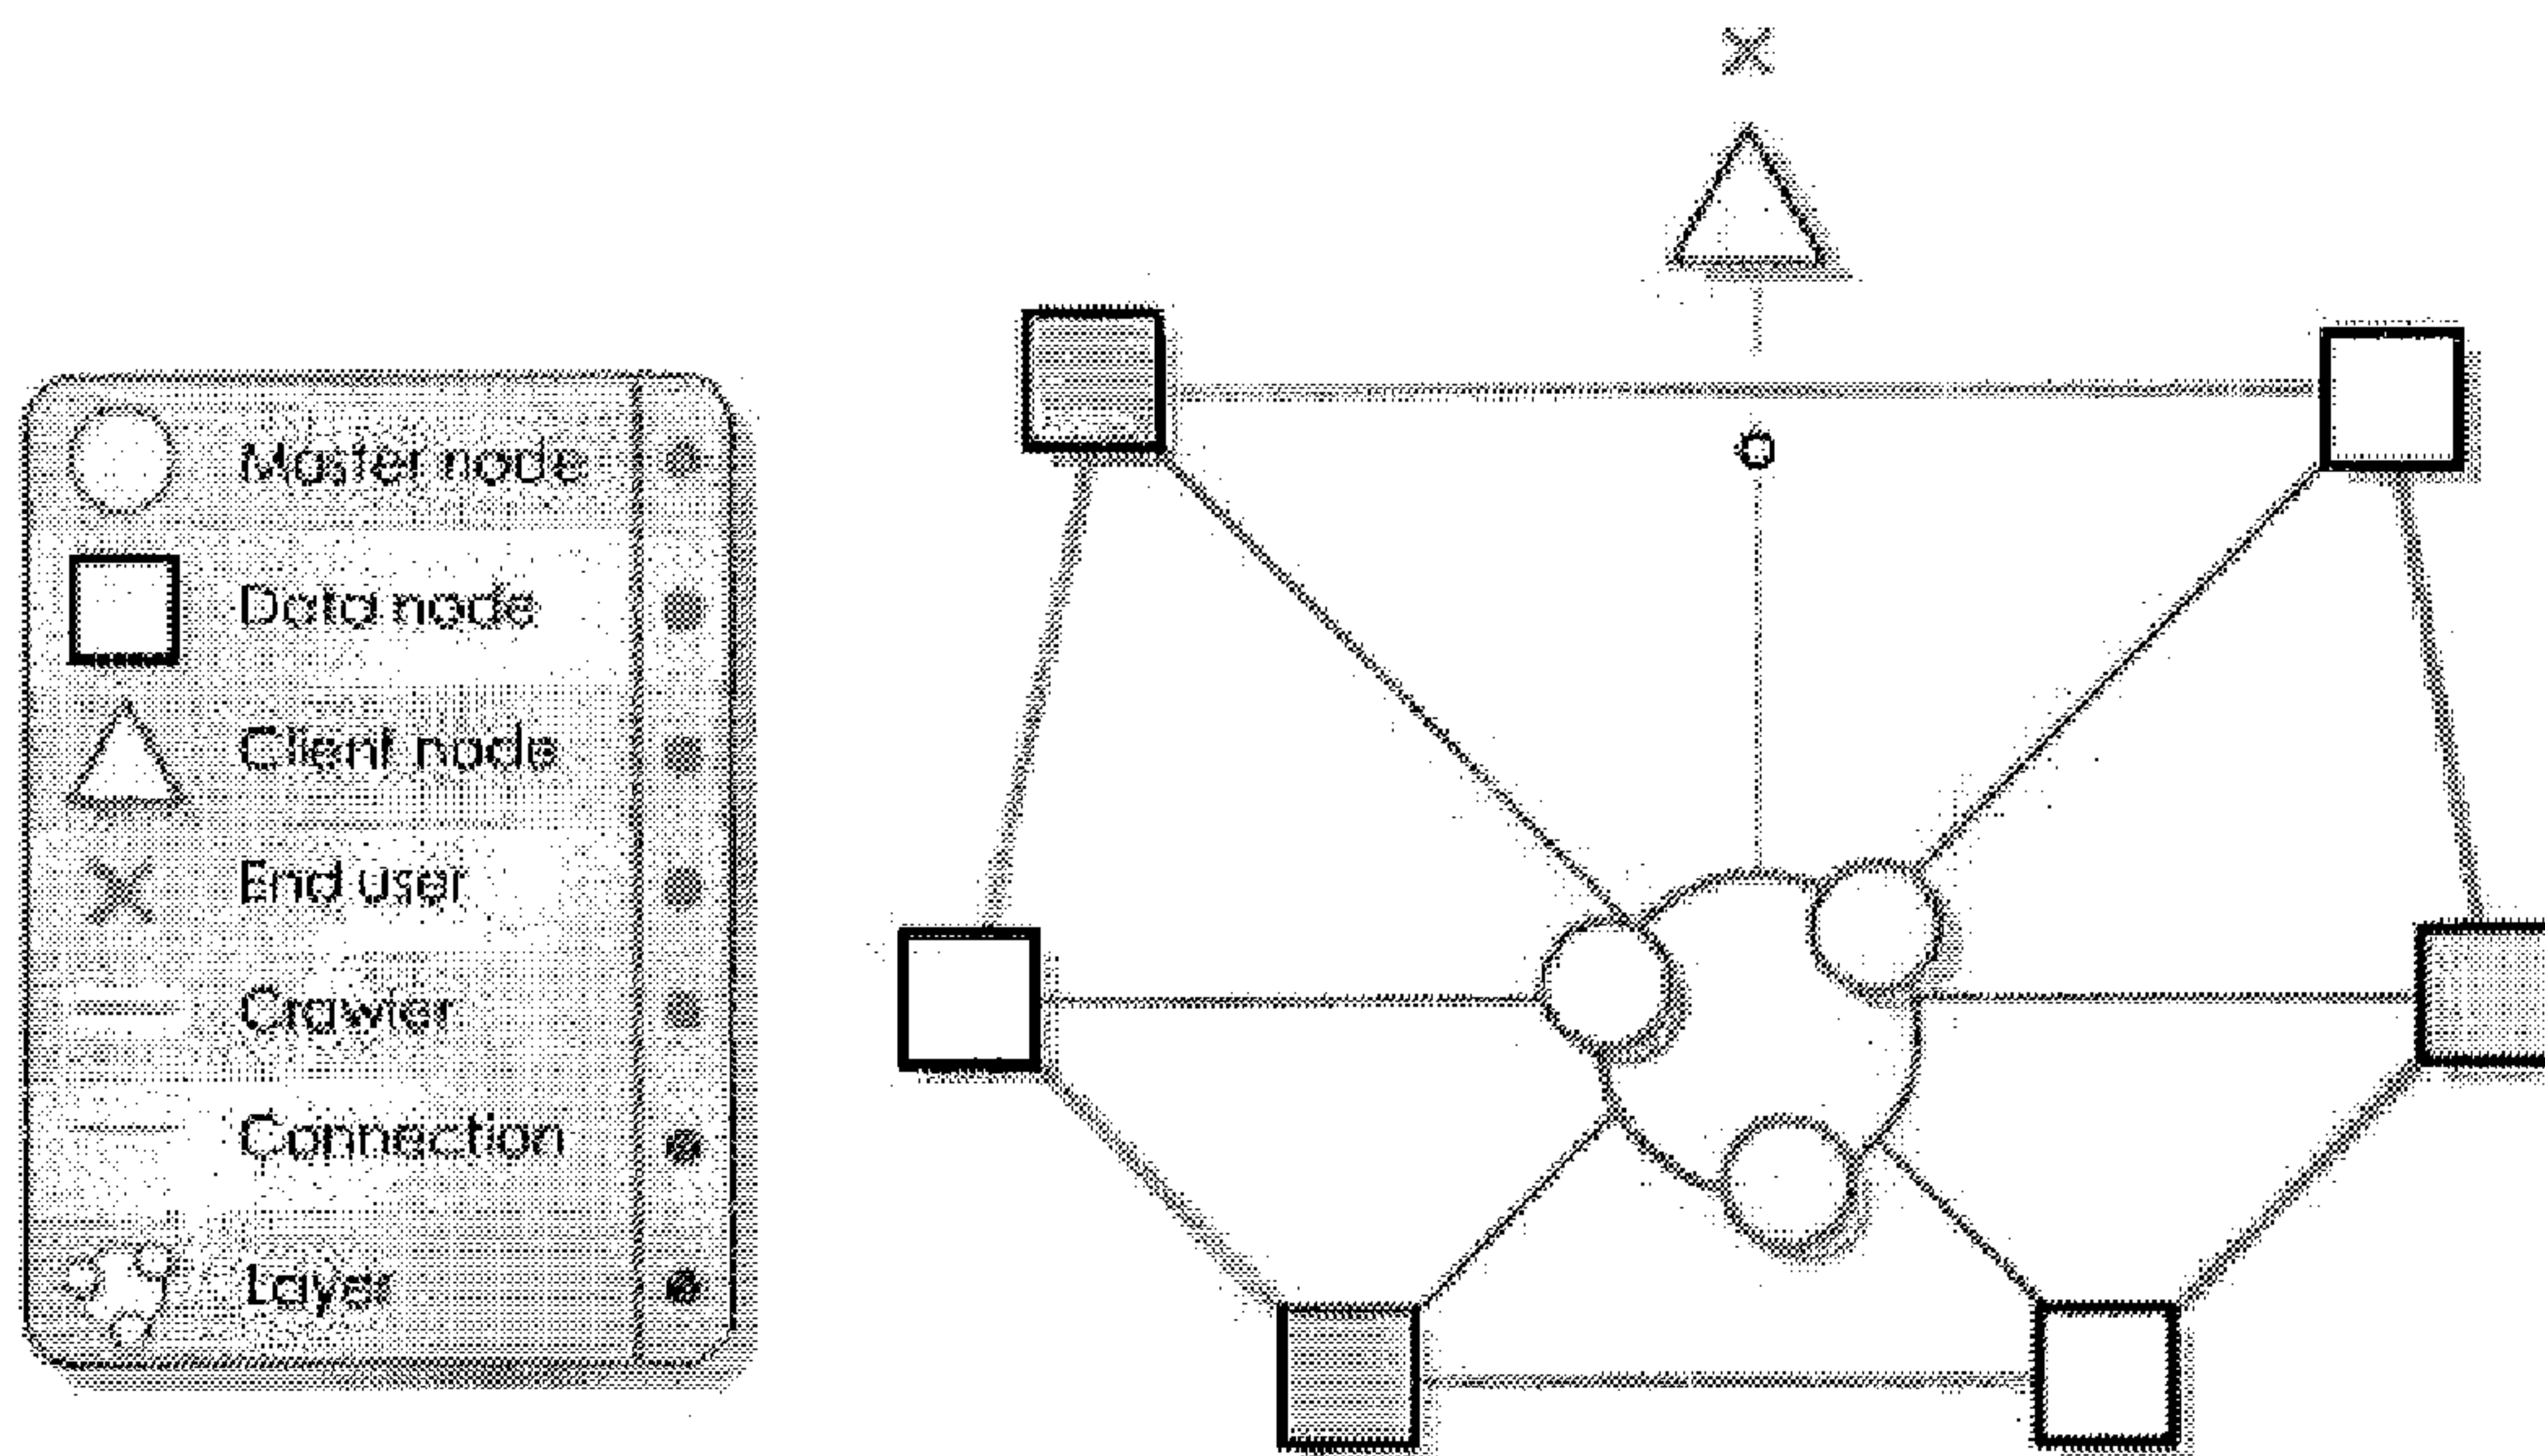 Master node
Data node
Client node
End user
Crawler
Connection
Layer